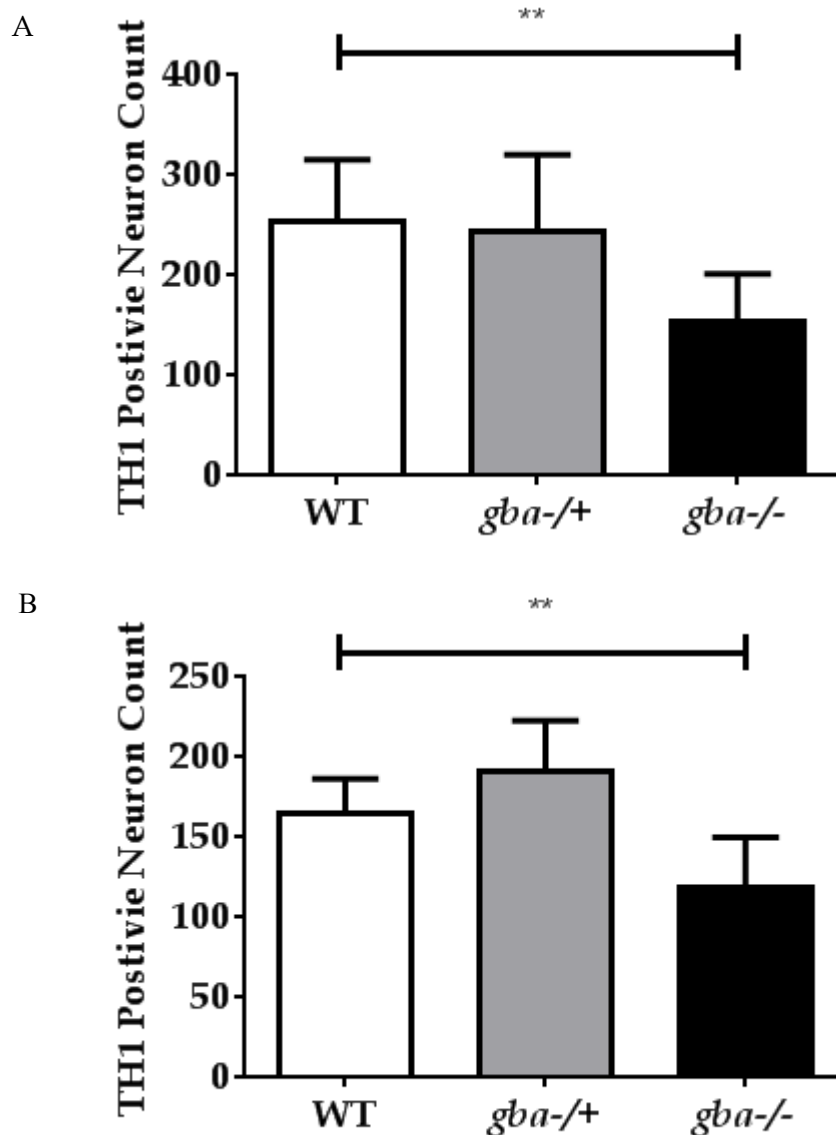 A
**
TH1 Postivie Neuron Count
400
300
200
100
0
WT
gba-/+
gba-/-
B
**
TH1 Postivie Neuron Count
250
200
150
100
50
0
WT
gba-/+
gba-/-